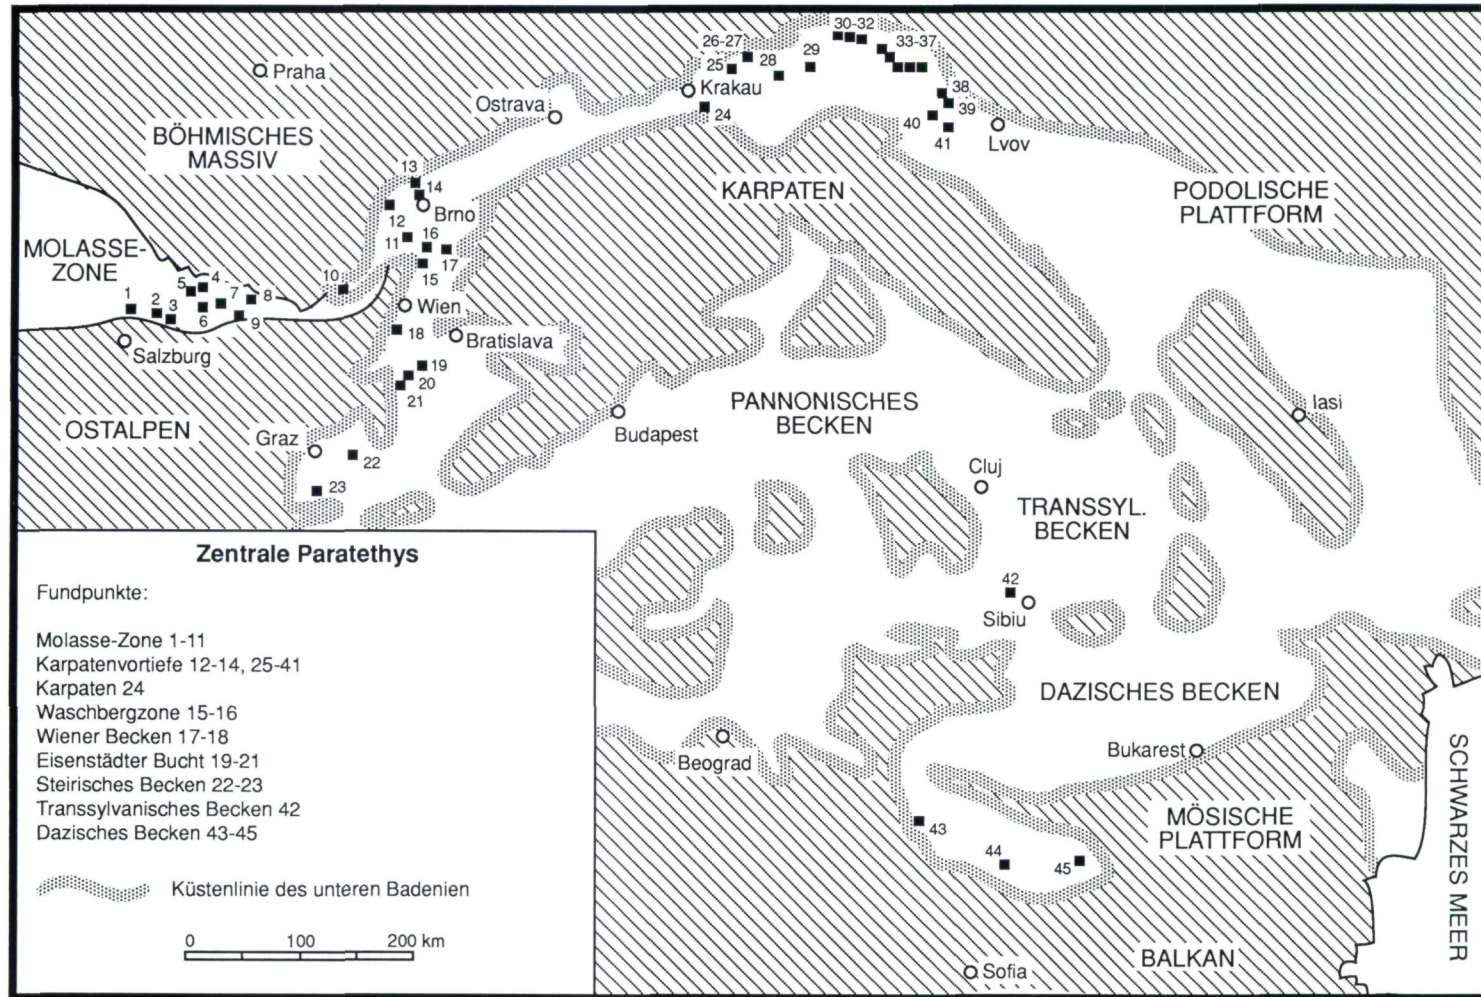 30-32
26-27
33-37
29
28
25
Praha
Krakau
38
Ostrava
39
24
40
41
Lvov
BÖHMISCHES
MASSIV
13
14
KARPATEN
PODOLISCHE
PLATTFORM
12
Brno
MOLASSE-
ZONE
11
16
17
15
10
5
4
7
8
1
2
3
6
9
Wien
18
Salzburg
Bratislava
19
20
21
PANNONISCHES
BECKEN
Iasi
OSTALPEN
Graz
Budapest
22
23
Cluj
TRANSSYL.
BECKEN
42
Sibiu
DAZISCHES BECKEN
Bukarest
Beograd
SCHWARZES MEER
MÖSISCHE
PLATTFORM
43
44
45
BALKAN
Sofia
Zentrale Paratethys
Fundpunkte:
Molasse-Zone 1-11
Karpatenvortiefe 12-14, 25-41
Karpaten 24
Waschbergzone 15-16
Wiener Becken 17-18
Eisenstädter Bucht 19-21
Steirisches Becken 22-23
Transsylvanisches Becken 42
Dazisches Becken 43-45
Küstenlinie des unteren Badenien
0 100 200 km